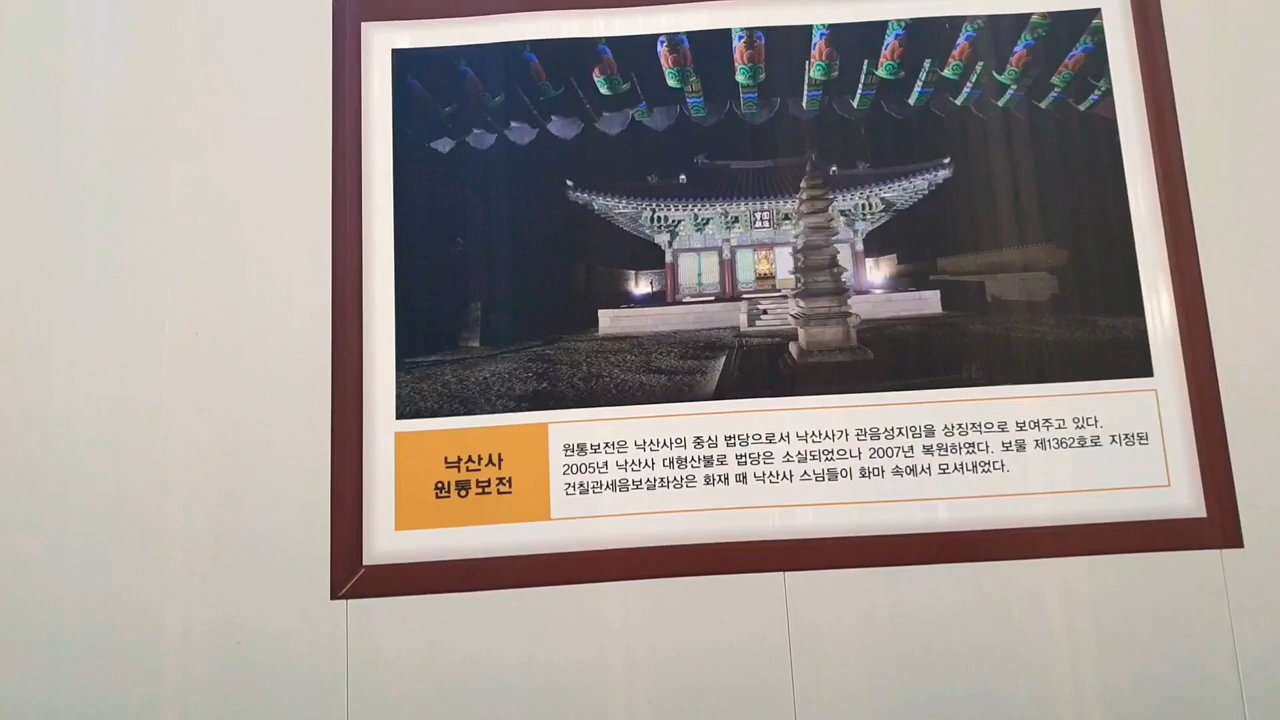 낙산사
원통보전
원통보전은 낙산사의 중심 법당으로서 낙산사가 관음성지임을 상징적으로 보여주고 있다.
2005년 낙산사 대형산불로 법당은 소실되었으나 2007년 복원하였다. 보물 제1362호로 지정된
건칠관세음보살좌상은 화재 때 낙산사 스님들이 화마 속에서 모셔내었다.